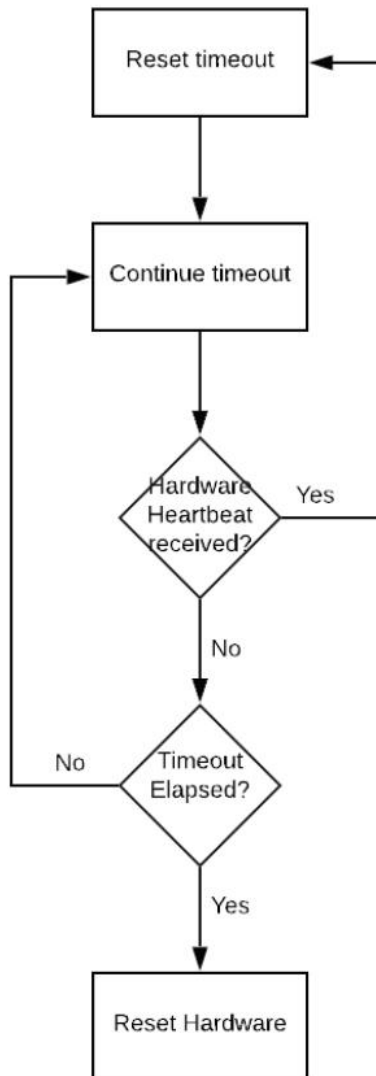 Reset timeout
Continue timeout
Hardware
Heartbeat
received?
Yes
No
Timeout
Elapsed?
No
Yes
Reset Hardware